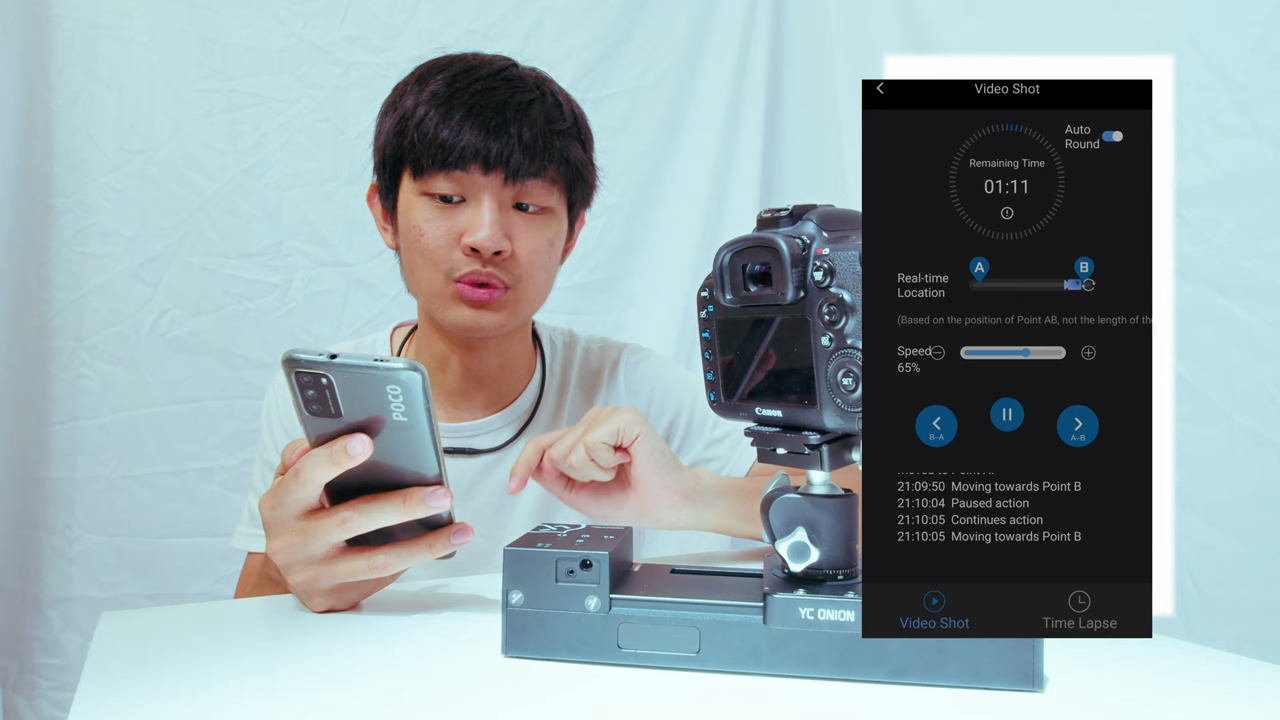 Video Shot
Auto
Round
Remaining Time
01:11
A
B
Real-time
Location
(Based on the position of Point AB, not the length of the
Speed
65%
B–A
A–B
21:09:50 Moving towards Point B
21:10:04 Paused action
21:10:05 Continues action
21:10:05 Moving towards Point B
Video Shot
Time Lapse
POCO
SET
Canon
YC ONION